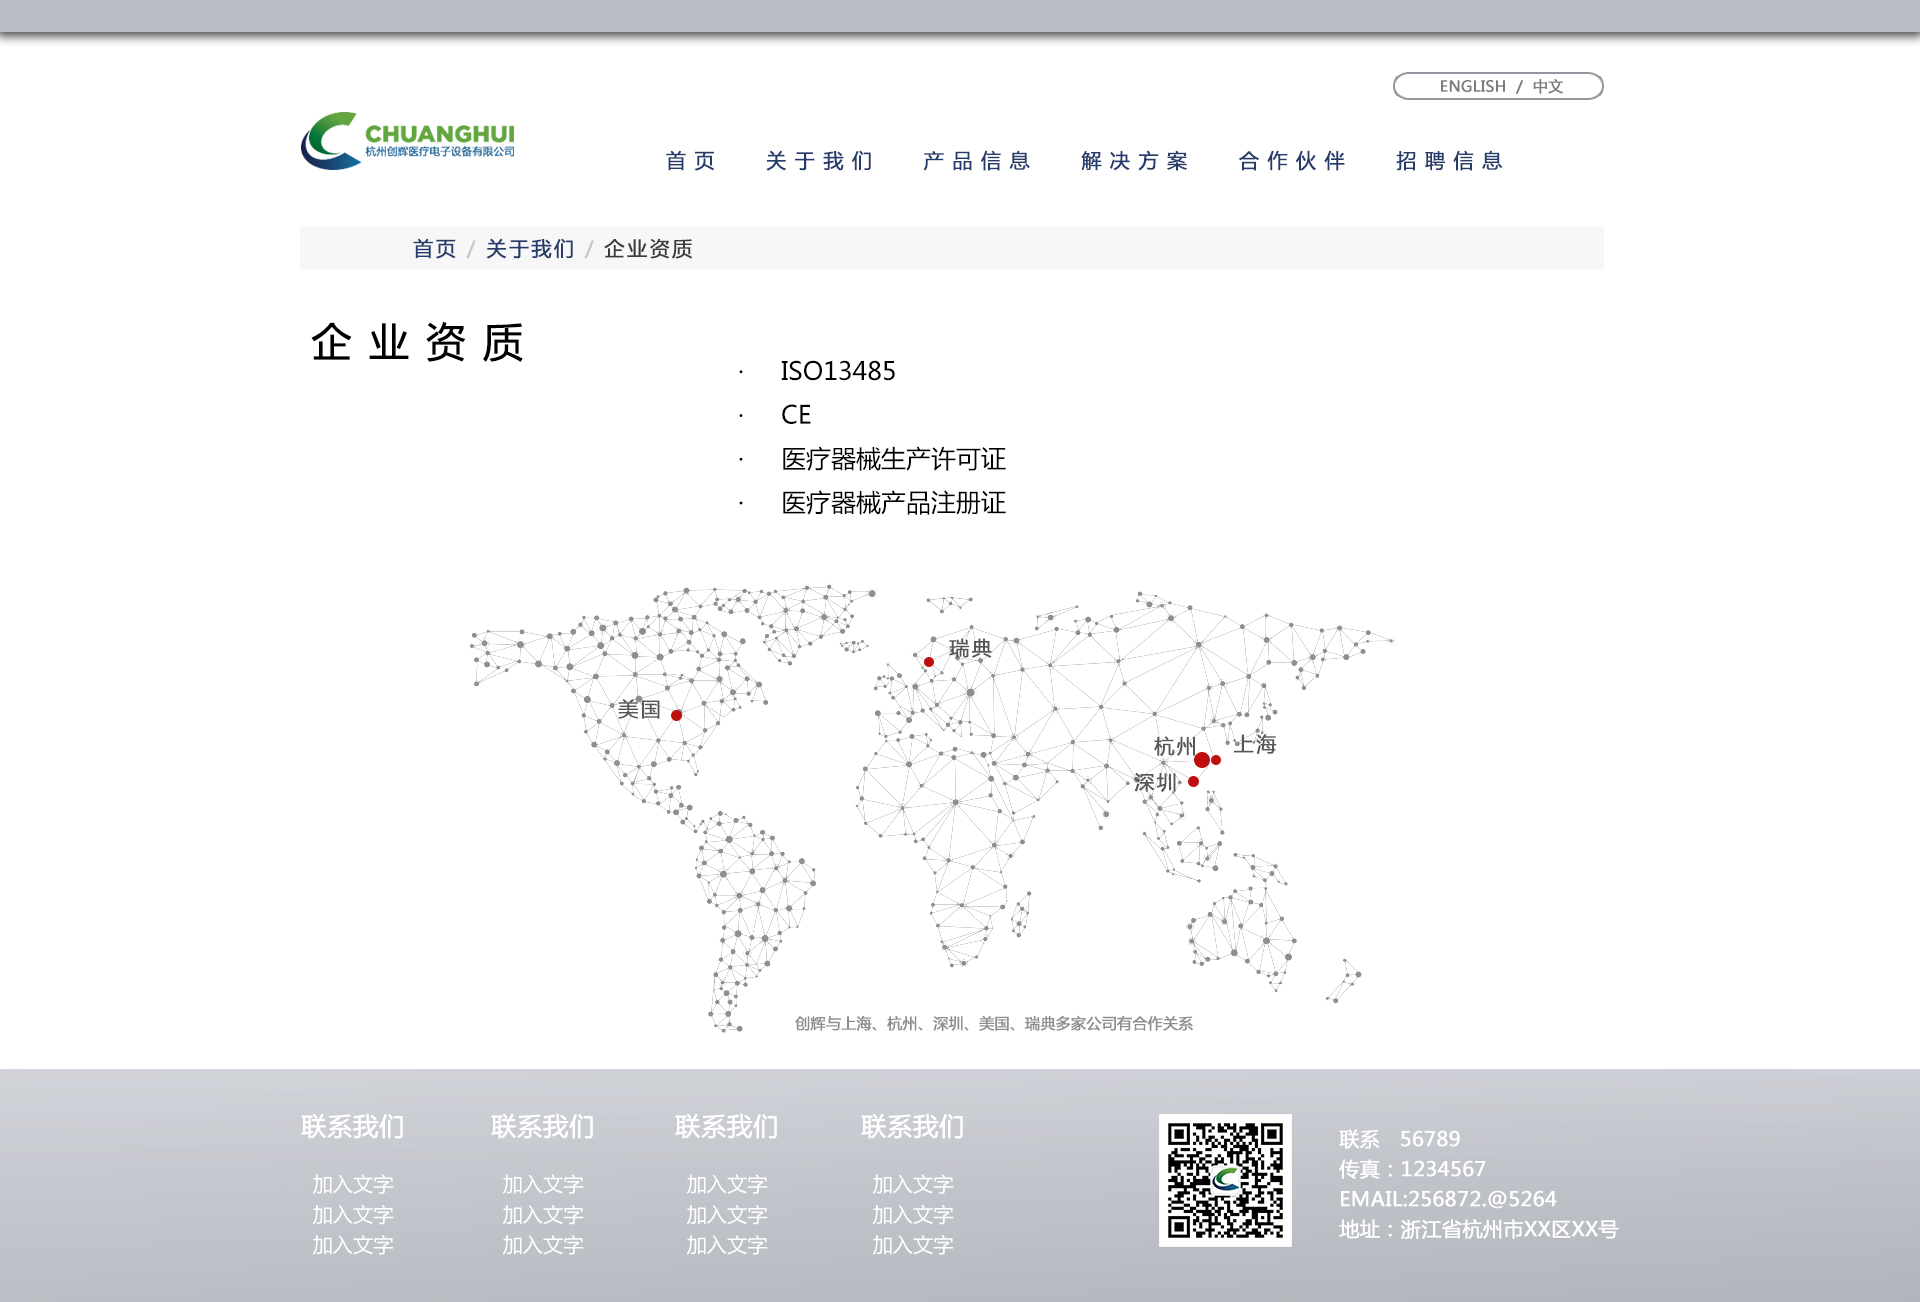 ENGLISH / 中文
CHUANGHUI
杭州创辉医疗电子设备有限公司
首页 关于我们 产品信息 解决方案 合作伙伴 招聘信息
首页 / 关于我们 / 企业资质
企业资质
· ISO13485
· CE
· 医疗器械生产许可证
· 医疗器械产品注册证
瑞典
美国
杭州
上海
深圳
创辉与上海、杭州、深圳、美国、瑞典多家公司有合作关系
联系我们
加入文字
加入文字
加入文字
联系我们
加入文字
加入文字
加入文字
联系我们
加入文字
加入文字
加入文字
联系我们
加入文字
加入文字
加入文字
联系 56789
传真：1234567
EMAIL:256872.@5264
地址：浙江省杭州市XX区XX号